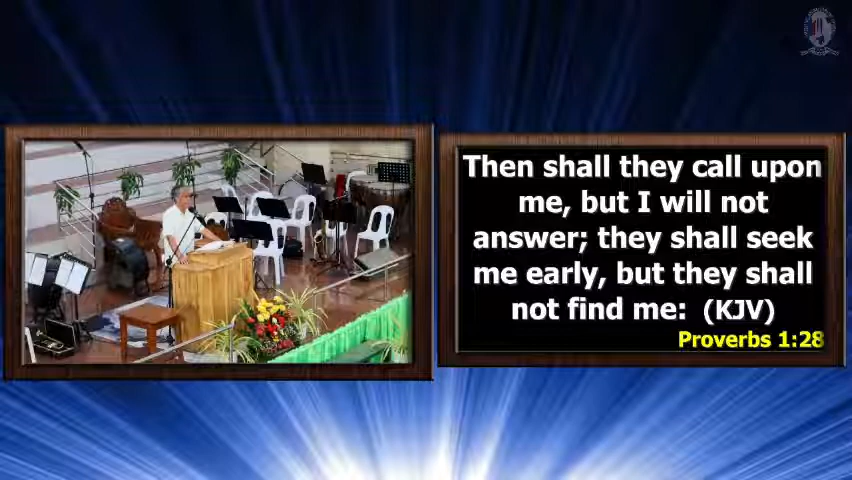 Then shall they call upon
me, but I will not
answer; they shall seek
me early, but they shall
not find me: (KJV)
Proverbs 1:28